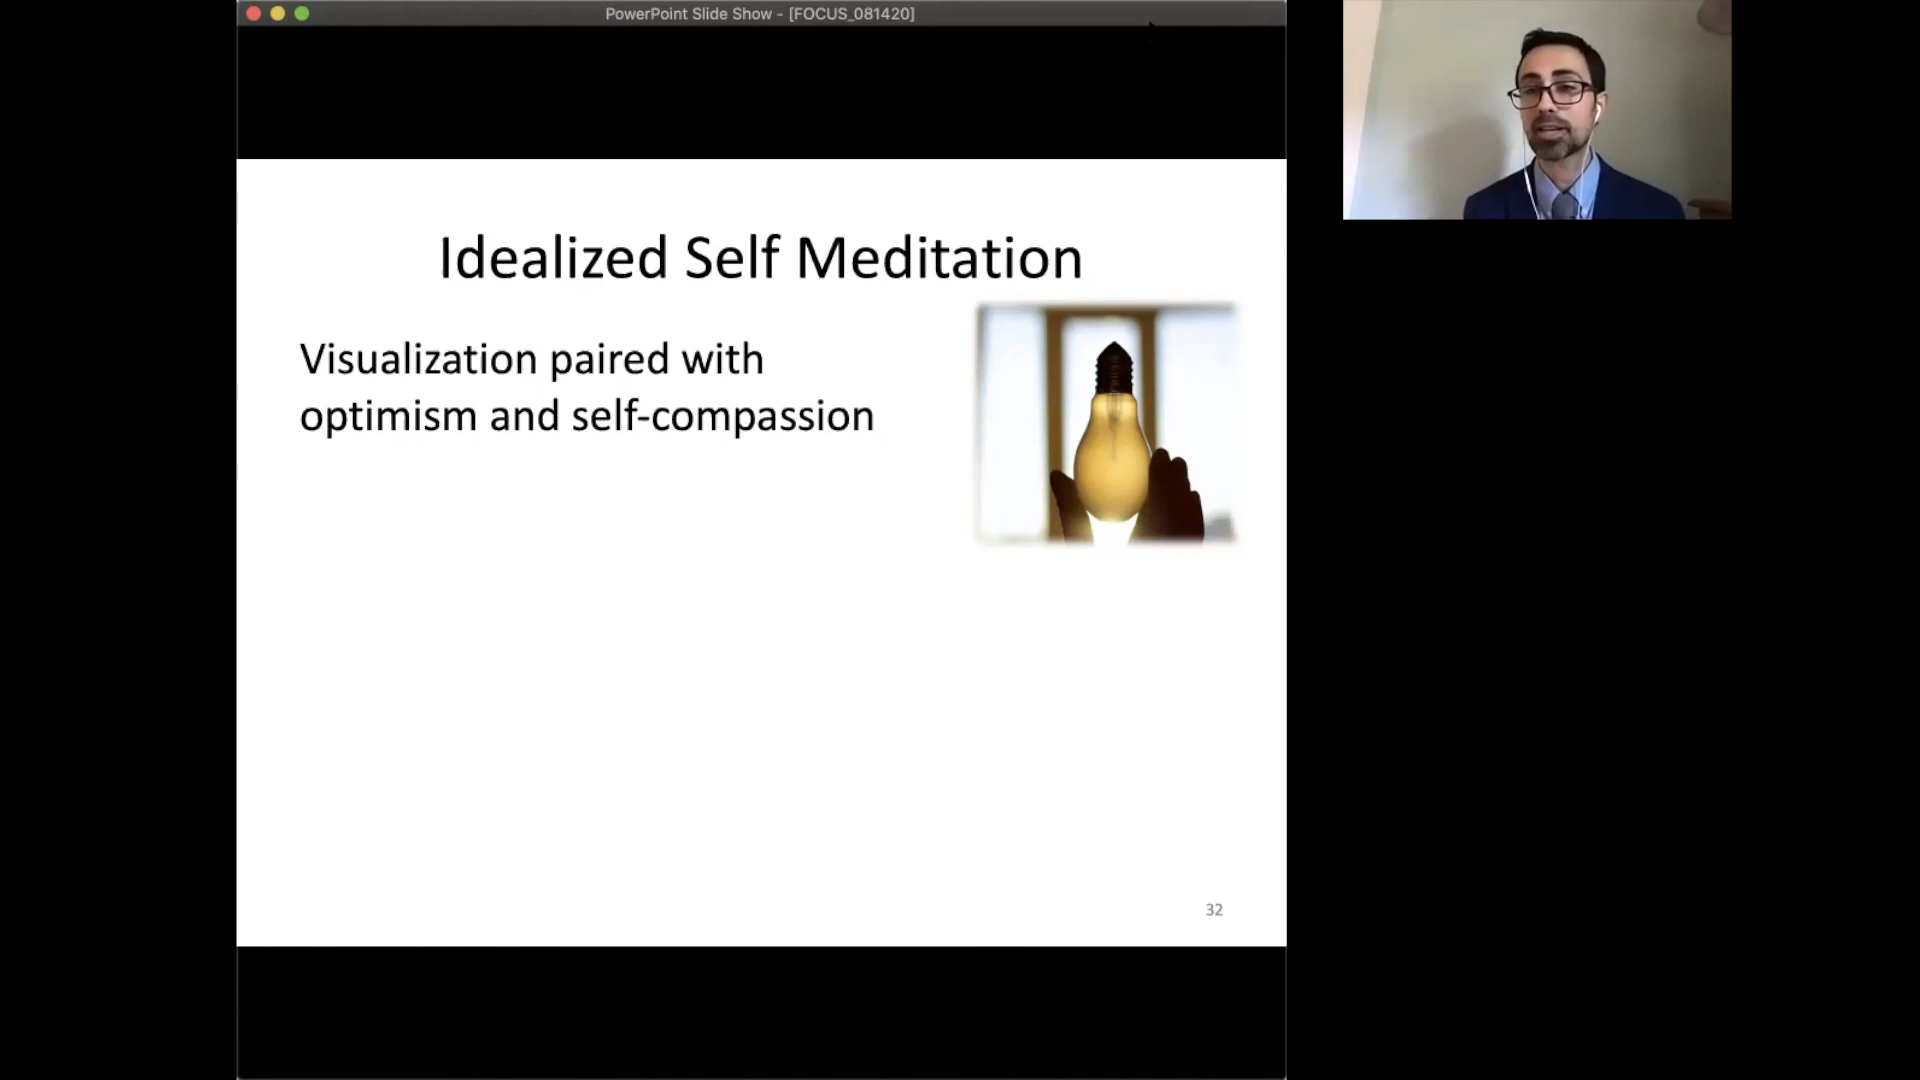 PowerPoint Slide Show - [FOCUS_081420]
Idealized Self Meditation
Visualization paired with
optimism and self-compassion
32